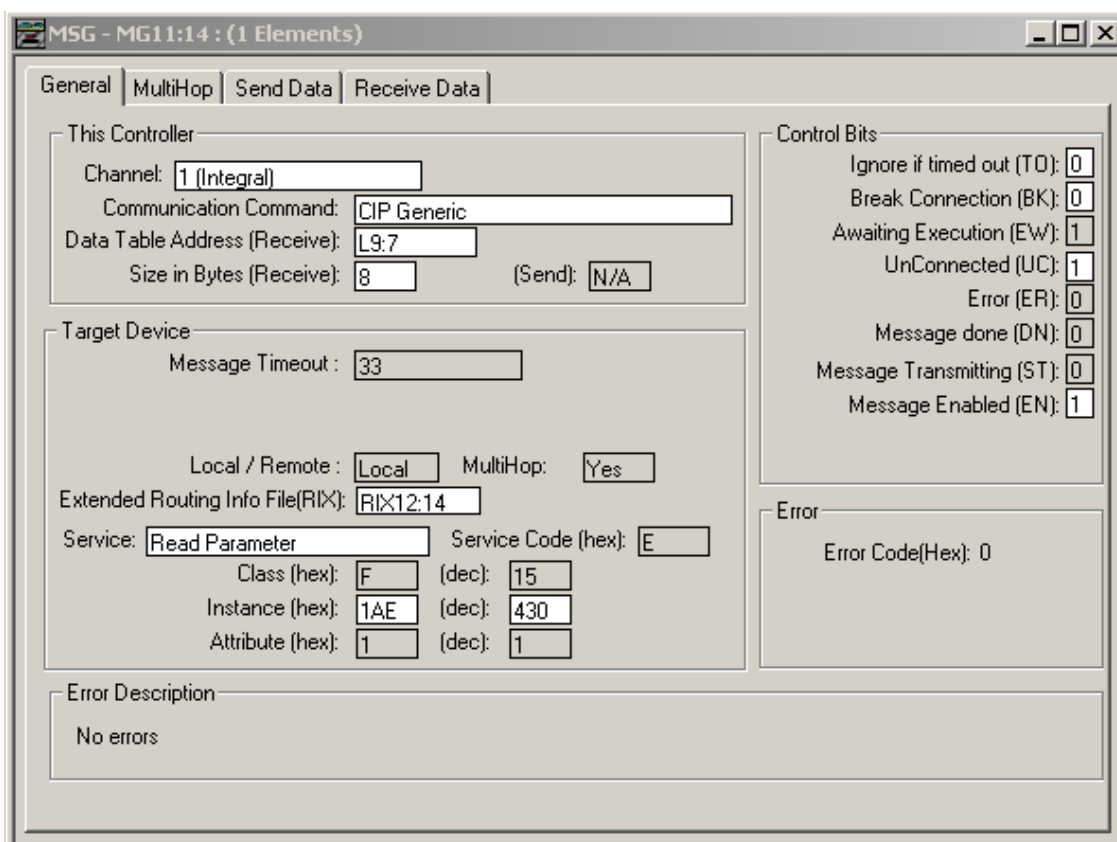 MSG - MG11:14 : (1 Elements)
General MultiHop Send Data Receive Data
This Controller
Channel: 1 (Integral)
Communication Command: CIP Generic
Data Table Address (Receive): L9:7
Size in Bytes (Receive): 8 (Send): N/A
Target Device
Message Timeout : 33
Local / Remote : Local MultiHop: Yes
Extended Routing Info File(RIX): RIX12:14
Service: Read Parameter Service Code (hex): E
Class (hex): F (dec): 15
Instance (hex): 1AE (dec): 430
Attribute (hex): 1 (dec): 1
Control Bits
Ignore if timed out (TO): 0
Break Connection (BK): 0
Awaiting Execution (EW): 1
UnConnected (UC): 1
Error (ER): 0
Message done (DN): 0
Message Transmitting (ST): 0
Message Enabled (EN): 1
Error
Error Code(Hex): 0
Error Description
No errors